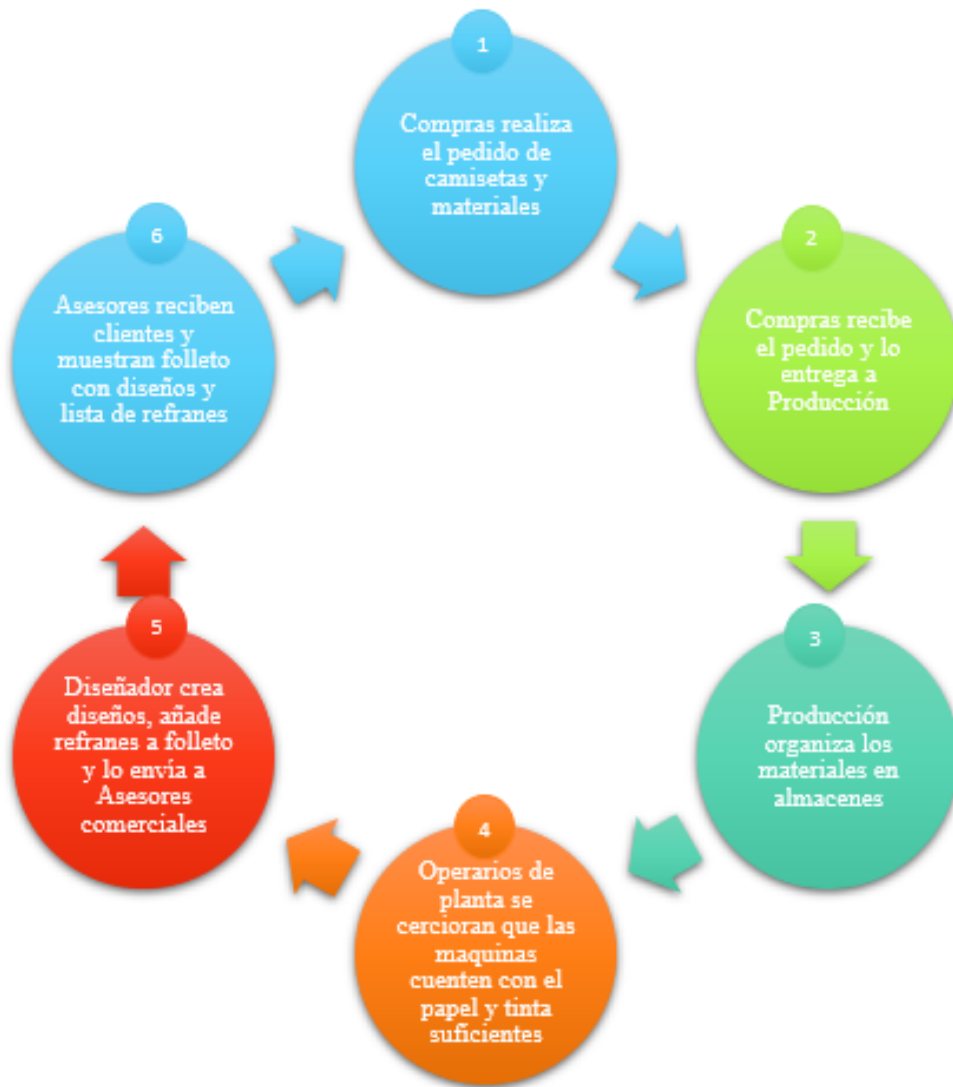 1
Compras realiza
el pedido de
camisetas y
materiales
2
Compras recibe
el pedido y lo
entrega a
Producción
3
Producción
organiza los
materiales en
almacenes
4
Operarios de
planta se
cercioran que las
maquinas
cuenten con el
papel y tinta
suficientes
5
Diseñador crea
diseños, añade
refranes a folleto
y lo envía a
Asesores
comerciales
6
Asesores reciben
clientes y
muestran folleto
con diseños y
lista de refranes